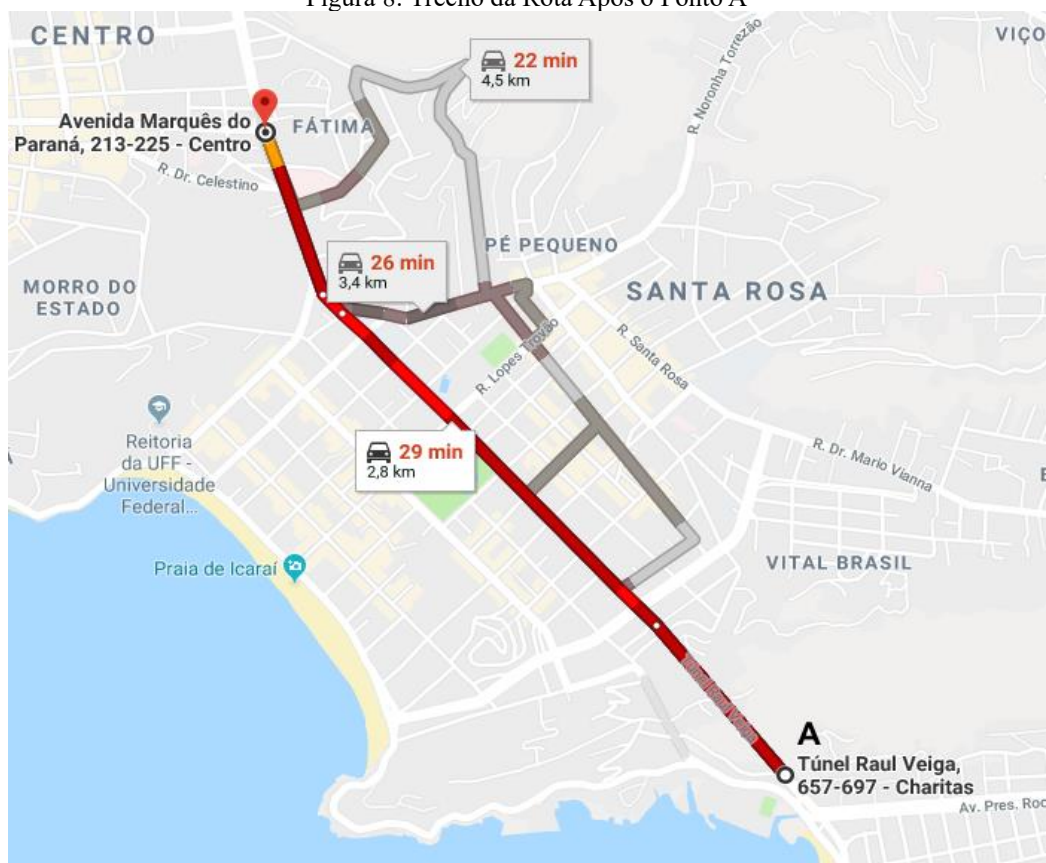 Figura 8: Trecho da Rota Após o Ponto A
CENTRO
VIÇO
22 min
4,5 km
R. Noronha Torrezão
Avenida Marquês do
Paraná, 213-225 - Centro
FÁTIMA
R. Dr. Celestino
PÉ PEQUENO
26 min
3,4 km
MORRO DO
ESTADO
SANTA ROSA
R. Lopes Trovão
R. Santa Rosa
29 min
2,8 km
Reitoria
da UFF -
Universidade
Federal...
R. Dr. Mario Vianna
E
Praia de Icaraí
VITAL BRASIL
Túnel Raul Veiga
A
Túnel Raul Veiga,
657-697 - Charitas
Av. Pres. Roc